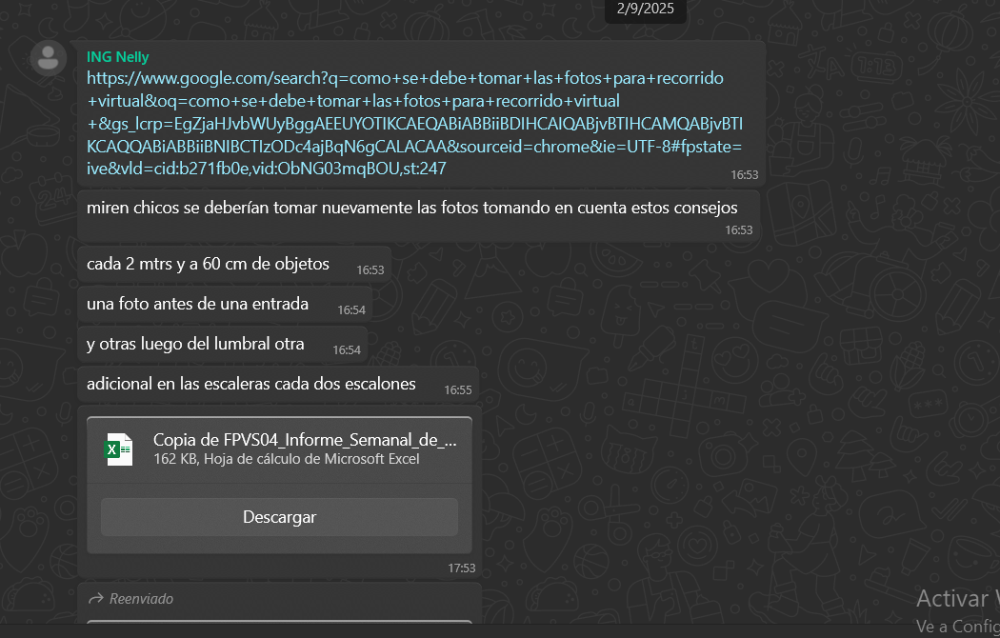 2/9/2025
ING Nelly
https://www.google.com/search?q=como+se+debe+tomar+las+fotos+para+recorrido
+virtual&oq=como+se+debe+tomar+las+fotos+para+recorrido+virtual
+&gs_lcrp=EgZjaHJvbWUyBggAEEUYOTIKCAEQABiABBiiBDIHCAIQABjvBTIHCAMQABjvBTI
KCAQQABiABBiiBNIBCTIzODc4ajBqN6gCALACAA&sourceid=chrome&ie=UTF-8#fpstate=
ive&vld=cid:b271fb0e,vid:ObNG03mqBOU,st:247
16:53
miren chicos se deberían tomar nuevamente las fotos tomando en cuenta estos consejos
16:53
cada 2 mtrs y a 60 cm de objetos 16:53
una foto antes de una entrada 16:54
y otras luego del lumbral otra 16:54
adicional en las escaleras cada dos escalones 16:55
Copia de FPVS04_Informe_Semanal_de_...
162 KB, Hoja de cálculo de Microsoft Excel
Descargar
17:53
Reenviado
Activar
Ve a Config